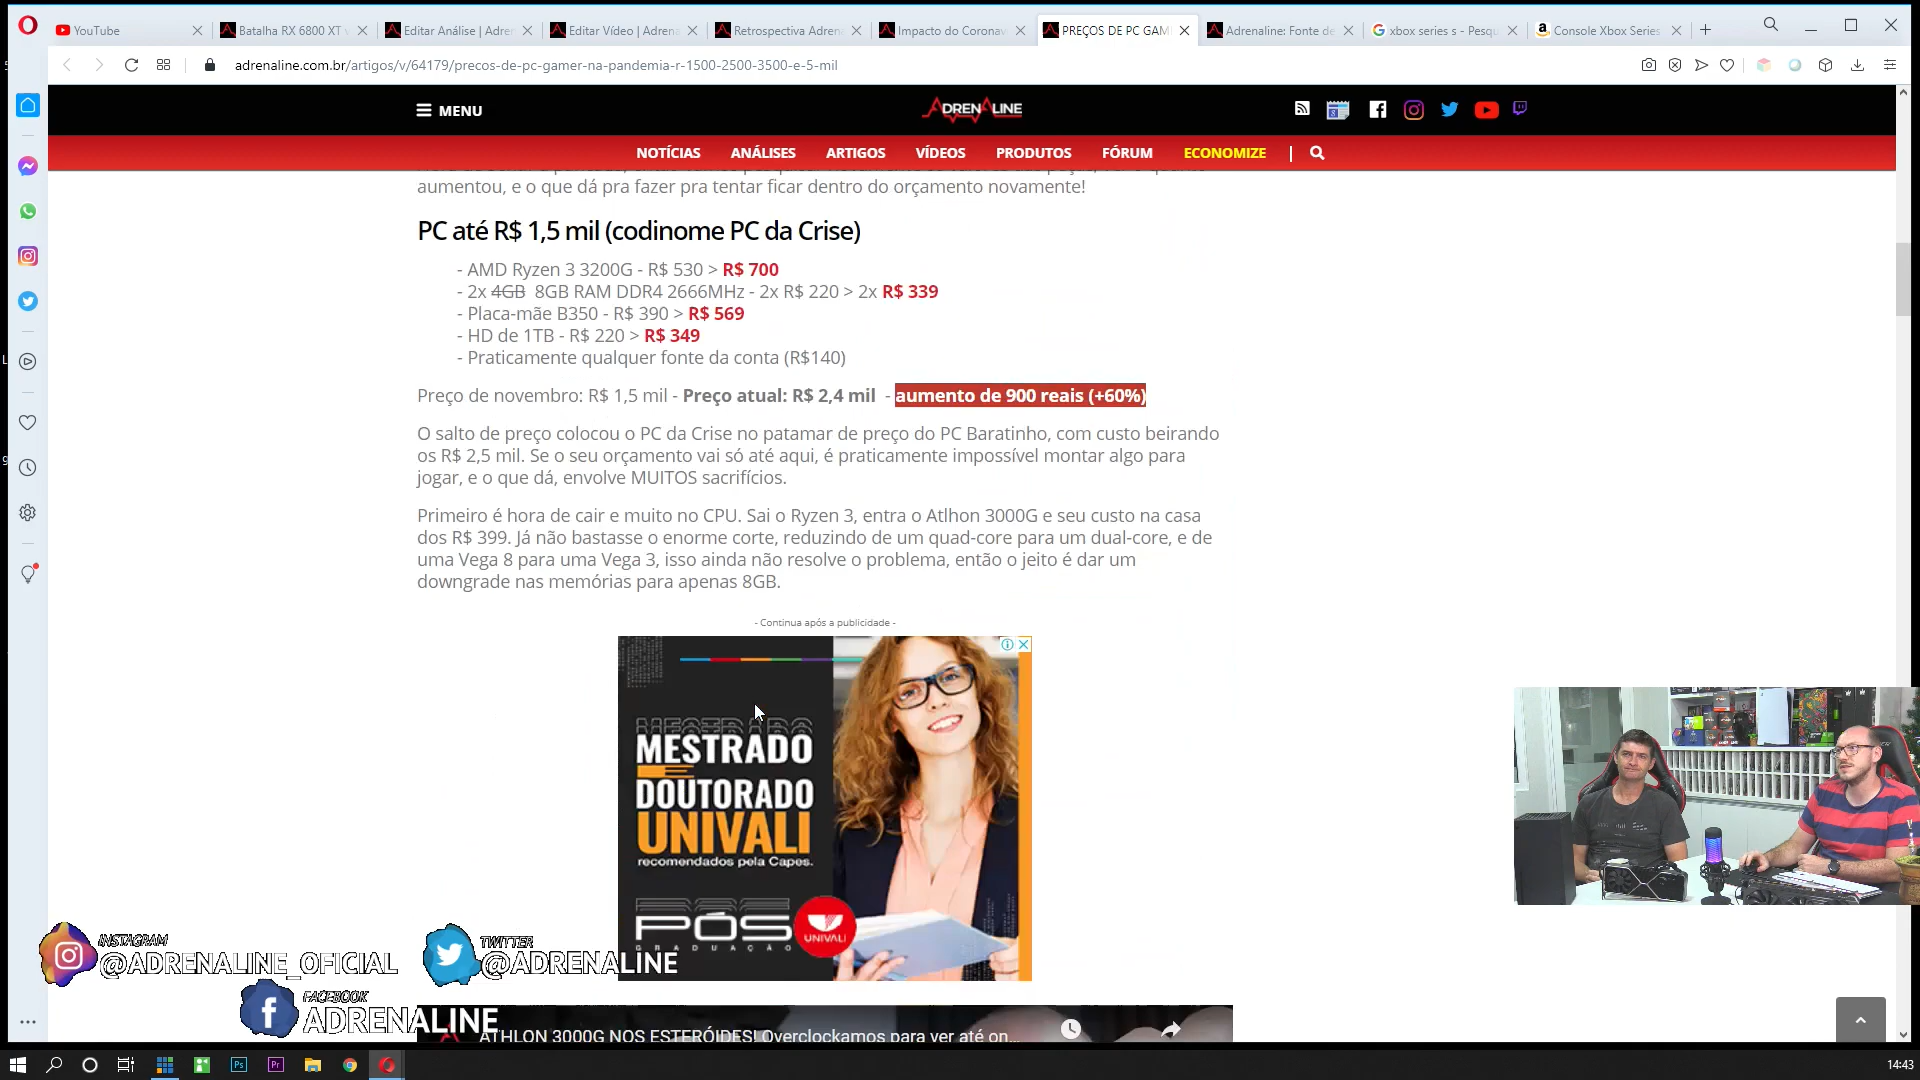 YouTube
Batalha RX 6800 XT v
Editar Análise | Adrer
Editar Vídeo | Adrena
Retrospectiva Adren
Impacto do Coronav
PREÇOS DE PC GAM
Adrenaline: Fonte de
xbox series s - Pesqu
Console Xbox Series
adrenaline.com.br/artigos/v/64179/precos-de-pc-gamer-na-pandemia-r-1500-2500-3500-e-5-mil
MENU
ADRENALINE
NOTÍCIAS
ANÁLISES
ARTIGOS
VÍDEOS
PRODUTOS
FÓRUM
ECONOMIZE
aumentou, e o que dá pra fazer pra tentar ficar dentro do orçamento novamente!
PC até R$ 1,5 mil (codinome PC da Crise)
- AMD Ryzen 3 3200G - R$ 530 > R$ 700
- 2x 4GB 8GB RAM DDR4 2666MHz - 2x R$ 220 > 2x R$ 339
- Placa-mãe B350 - R$ 390 > R$ 569
- HD de 1TB - R$ 220 > R$ 349
- Praticamente qualquer fonte da conta (R$140)
Preço de novembro: R$ 1,5 mil - Preço atual: R$ 2,4 mil - aumento de 900 reais (+60%)
O salto de preço colocou o PC da Crise no patamar de preço do PC Baratinho, com custo beirando
os R$ 2,5 mil. Se o seu orçamento vai só até aqui, é praticamente impossível montar algo para
jogar, e o que dá, envolve MUITOS sacrifícios.
Primeiro é hora de cair e muito no CPU. Sai o Ryzen 3, entra o Atlhon 3000G e seu custo na casa
dos R$ 399. Já não bastasse o enorme corte, reduzindo de um quad-core para um dual-core, e de
uma Vega 8 para uma Vega 3, isso ainda não resolve o problema, então o jeito é dar um
downgrade nas memórias para apenas 8GB.
- Continua após a publicidade -
MESTRADO
MESTRADO
E
DOUTORADO
UNIVALI
recomendados pela Capes.
PÓS
GRADUAÇÃO
UNIVALI
INSTAGRAM
@ADRENALINE_OFICIAL
TWITTER
@ADRENALINE
FACEBOOK
ADRENALINE
ATHLON 3000G NOS ESTERÓIDES! Overclockamos para ver até on...
Ps
Pr
14:43